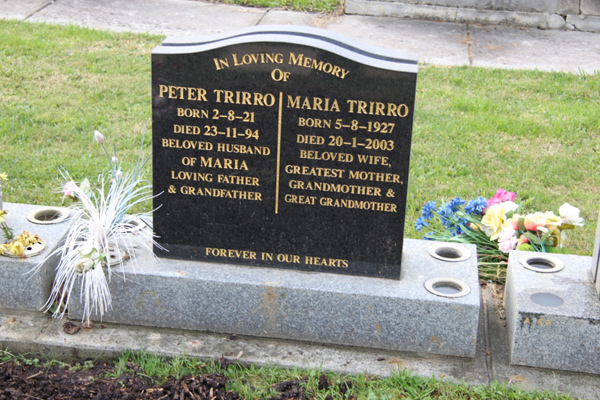 IN LOVING MEMORY
OF
PETER TRIRRO
BORN 2-8-21
DIED 23-11-94
BELOVED HUSBAND
OF MARIA
LOVING FATHER
& GRANDFATHER
MARIA TRIRRO
BORN 5-8-1927
DIED 20-1-2003
BELOVED WIFE,
GREATEST MOTHER,
GRANDMOTHER &
GREAT GRANDMOTHER
FOREVER IN OUR HEARTS